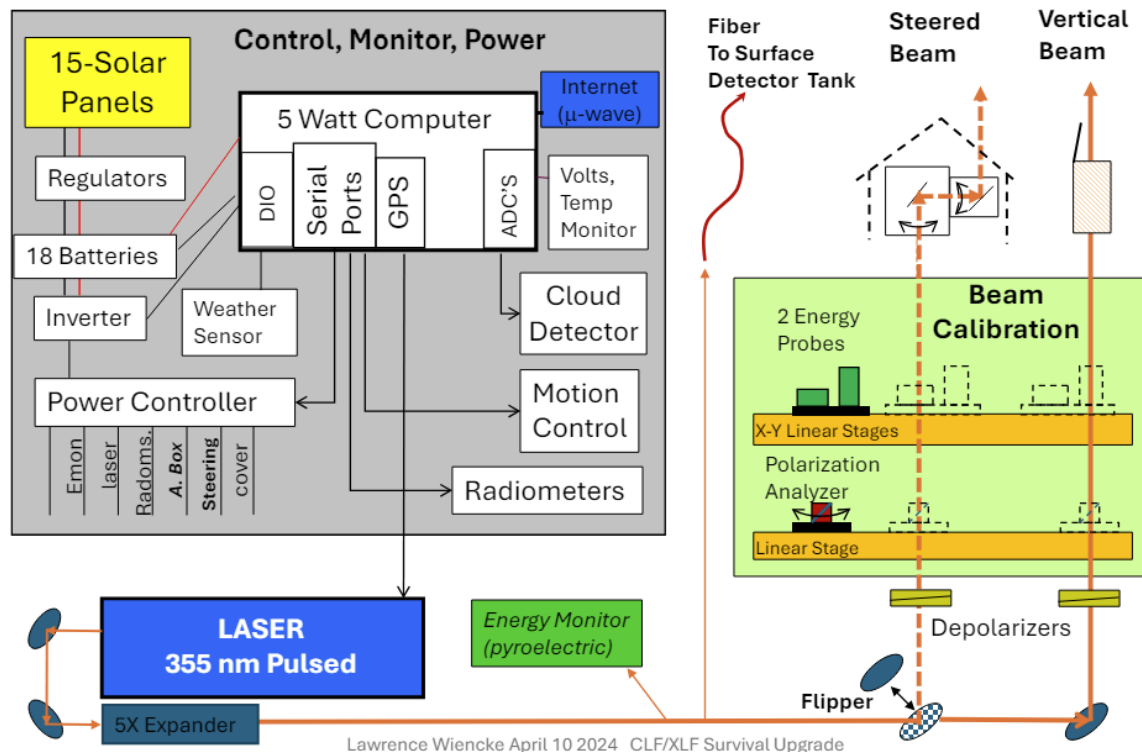 Control, Monitor, Power
15-Solar
Panels
Regulators
18 Batteries
Inverter
Power Controller
Emon
laser
Radoms.
A. Box
Steering
cover
5 Watt Computer
DIO
Serial
Ports
GPS
ADC'S
Internet
(μ-wave)
Volts,
Temp
Monitor
Weather
Sensor
Cloud
Detector
Motion
Control
Radiometers
Fiber
To Surface
Detector Tank
Steered
Beam
Vertical
Beam
Beam
Calibration
2 Energy
Probes
X-Y Linear Stages
Polarization
Analyzer
Linear Stage
Depolarizers
Flipper
LASER
355 nm Pulsed
Energy Monitor
(pyroelectric)
5X Expander
Lawrence Wiencke April 10 2024 CLF/XLF Survival Upgrade